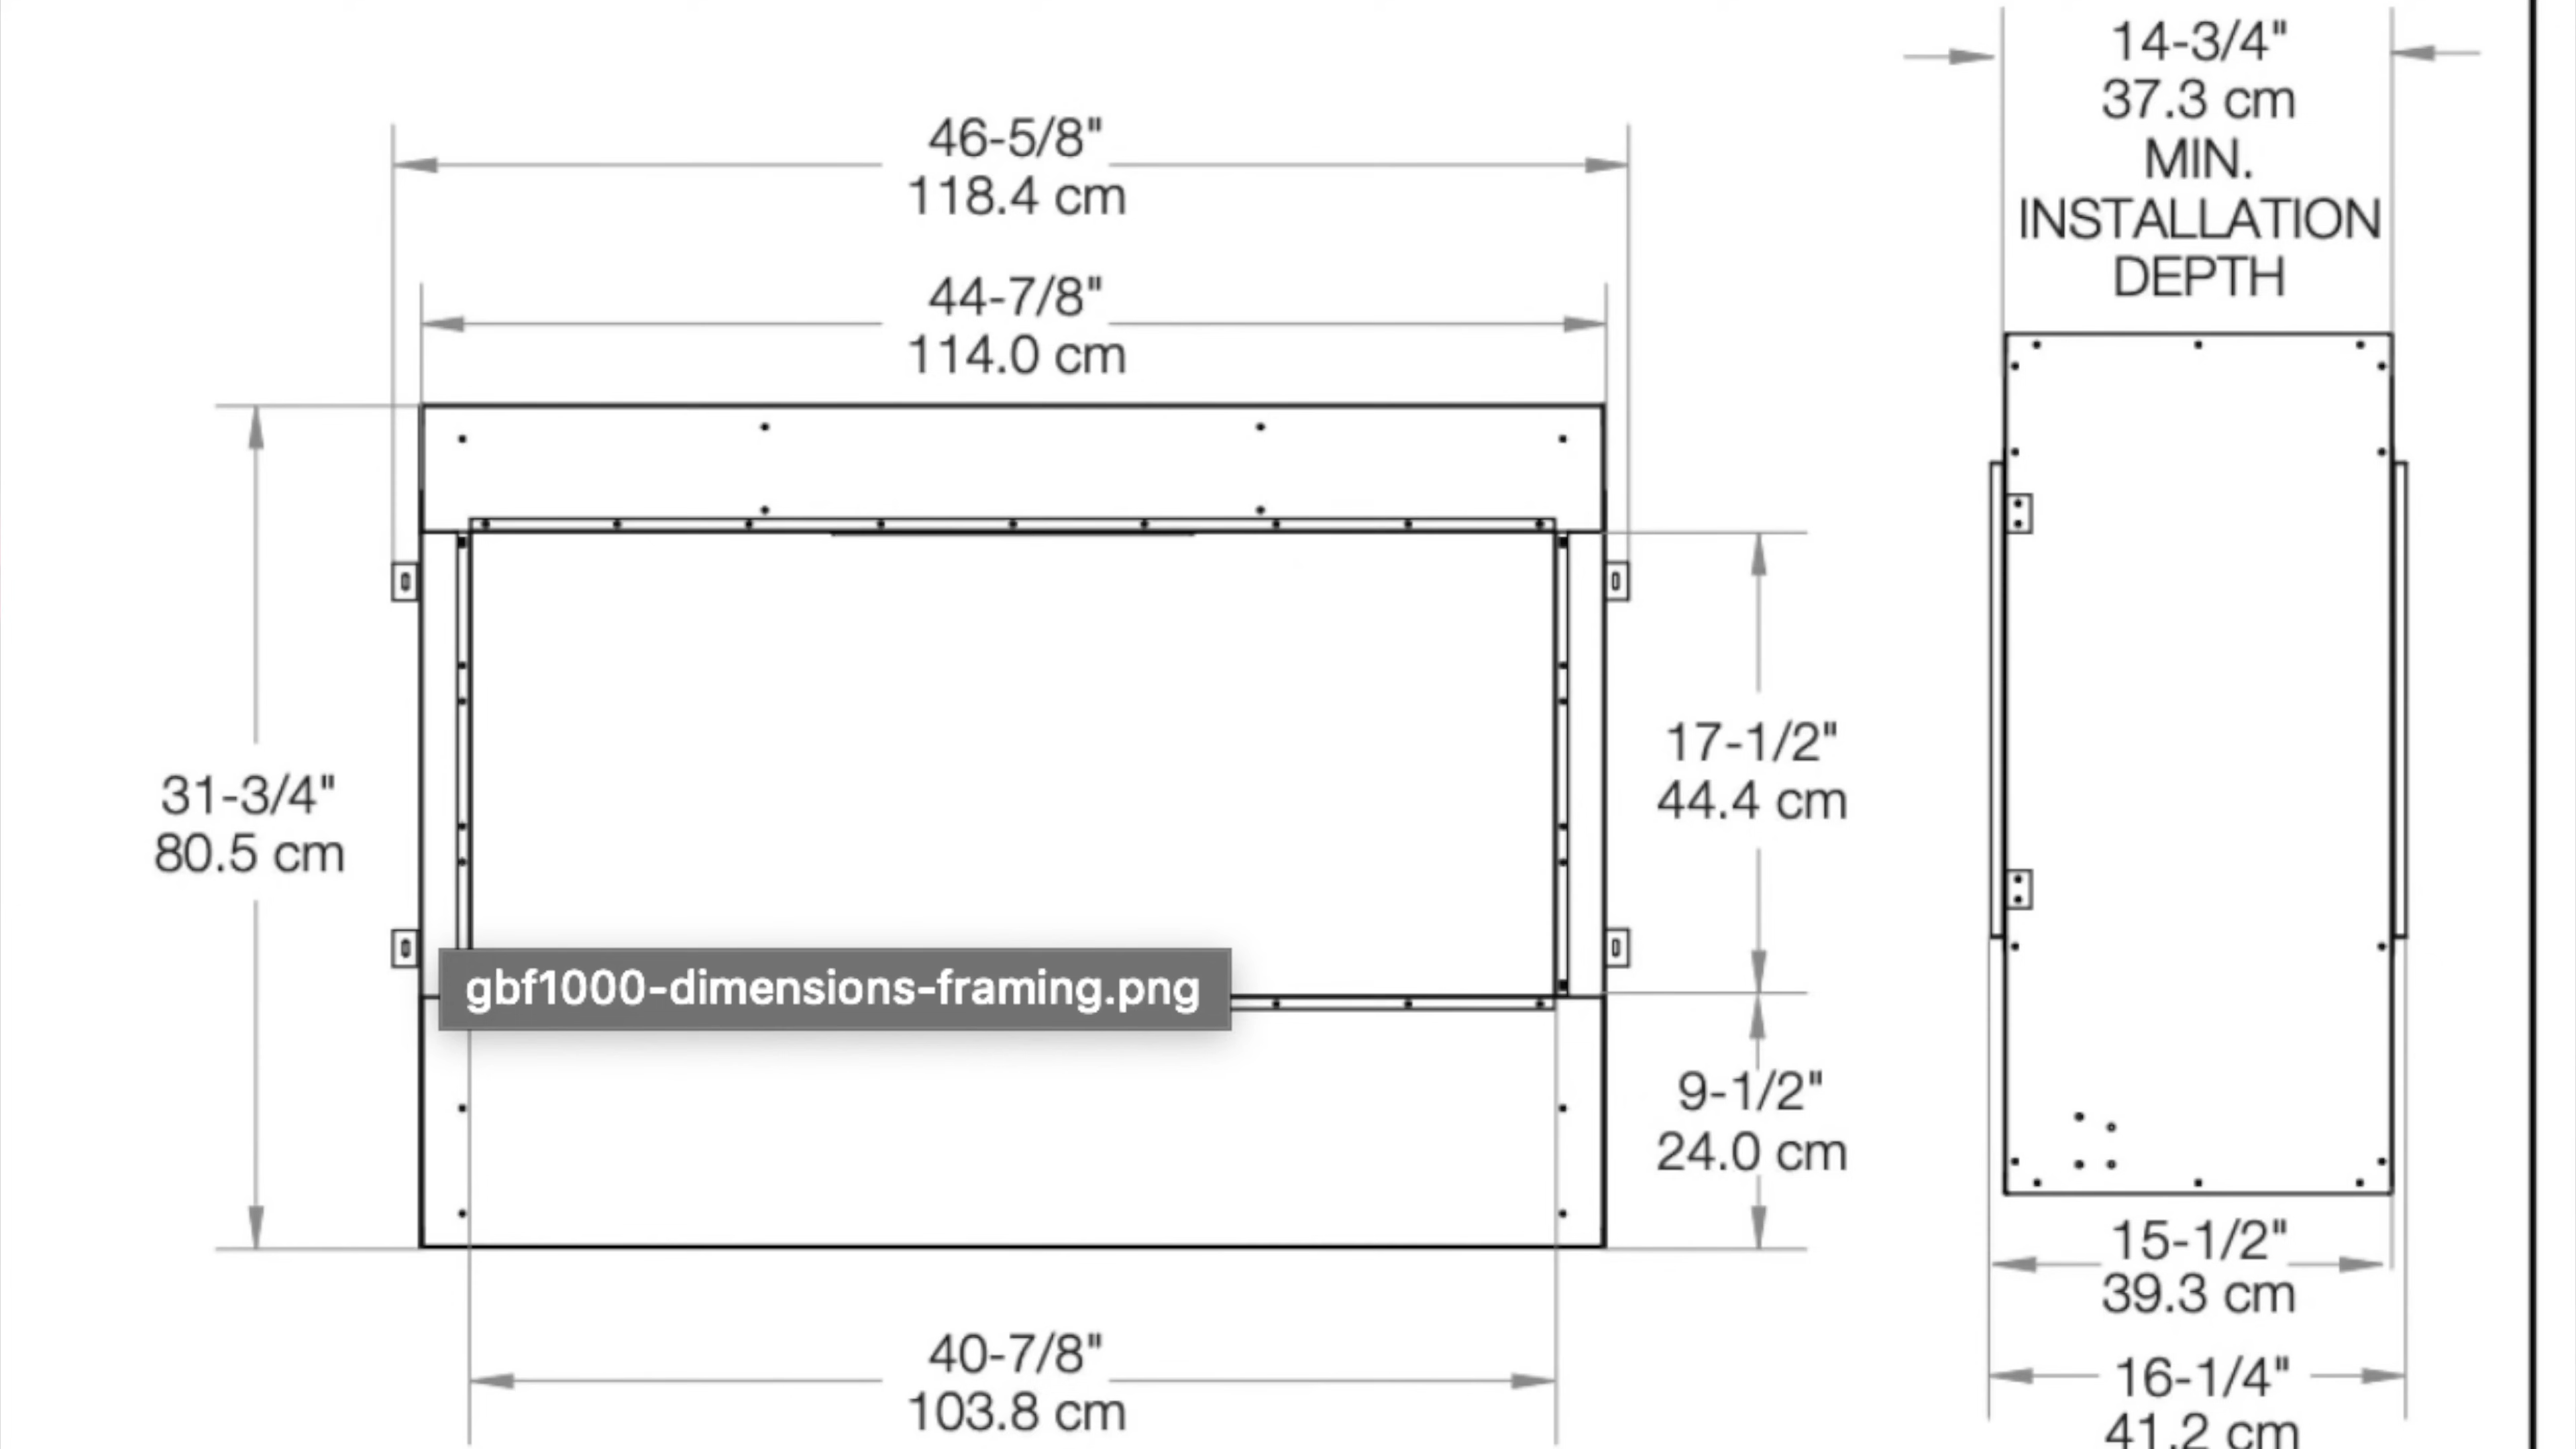 14-3/4"
37.3 cm
MIN.
INSTALLATION
DEPTH
46-5/8"
118.4 cm
44-7/8"
114.0 cm
31-3/4"
80.5 cm
17-1/2"
44.4 cm
gbf1000-dimensions-framing.png
9-1/2"
24.0 cm
15-1/2"
39.3 cm
40-7/8"
103.8 cm
16-1/4"
41.2 cm